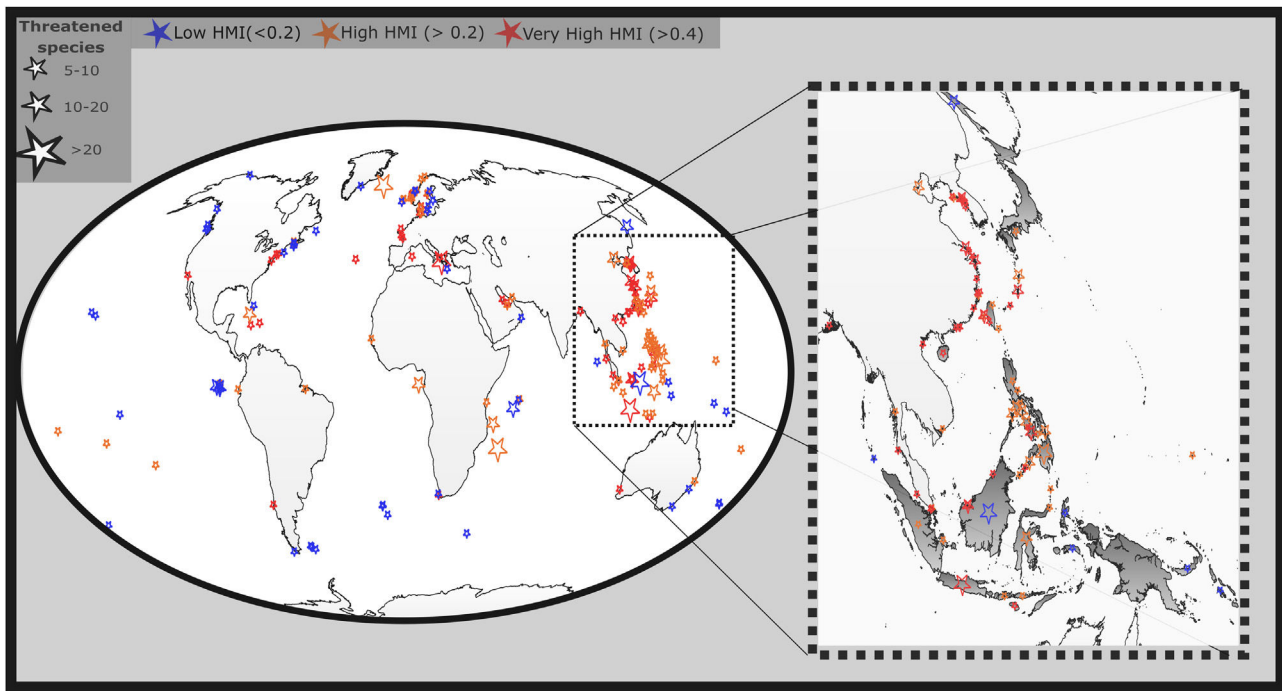 Threatened
species
5-10
10-20
>20
Low HMI(<0.2)
High HMI (> 0.2)
Very High HMI (>0.4)